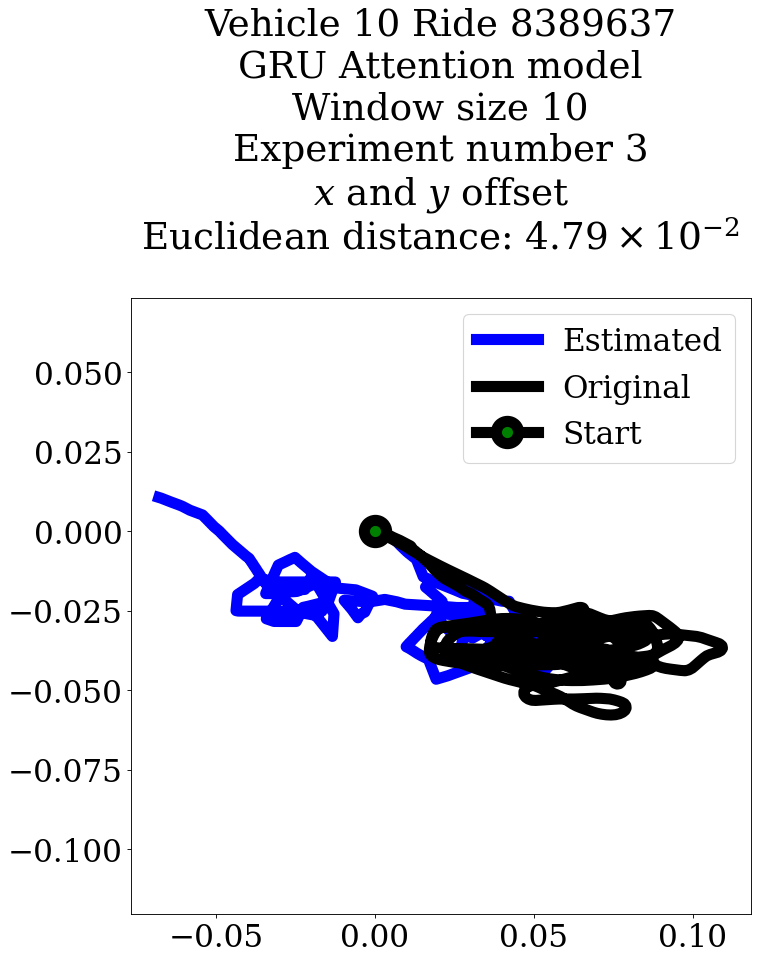 Vehicle 10 Ride 8389637
GRU Attention model
Window size 10
Experiment number 3
x and y offset
Euclidean distance: 4.79 × 10⁻²
Estimated
Original
Start
0.050
0.025
0.000
−0.025
−0.050
−0.075
−0.100
−0.05 0.00 0.05 0.10